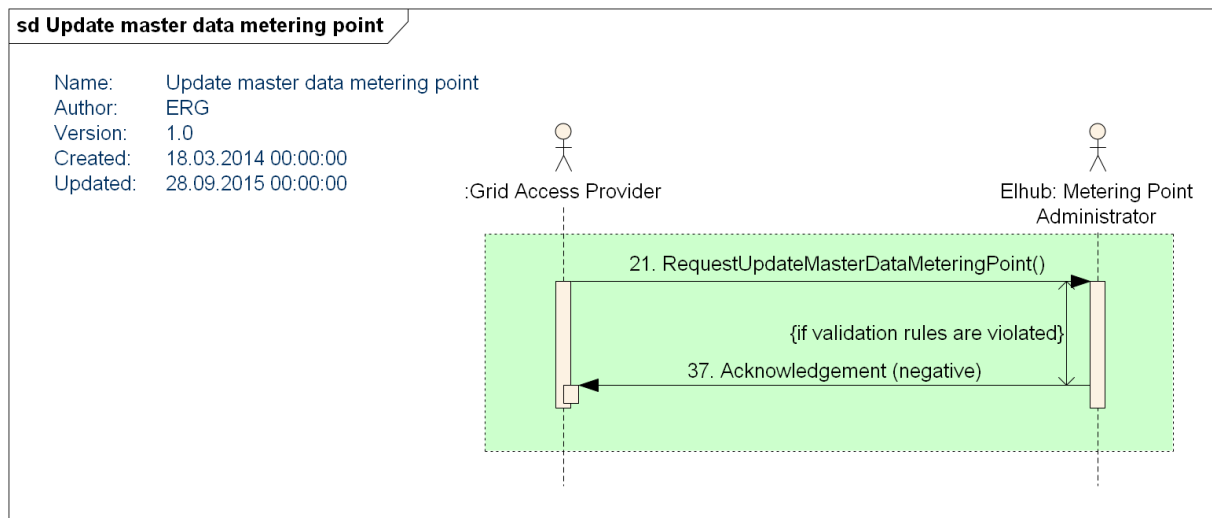 sd Update master data metering point
Name: Update master data metering point
Author: ERG
Version: 1.0
Created: 18.03.2014 00:00:00
Updated: 28.09.2015 00:00:00
:Grid Access Provider
Elhub: Metering Point
Administrator
21. RequestUpdateMasterDataMeteringPoint()
{if validation rules are violated}
37. Acknowledgement (negative)